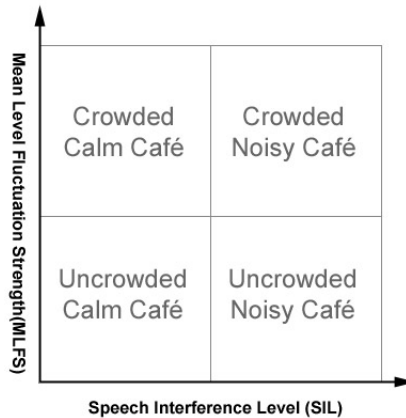 Mean Level Fluctuation Strength(MLFS)
Crowded
Calm Café
Crowded
Noisy Café
Uncrowded
Calm Café
Uncrowded
Noisy Café
Speech Interference Level (SIL)